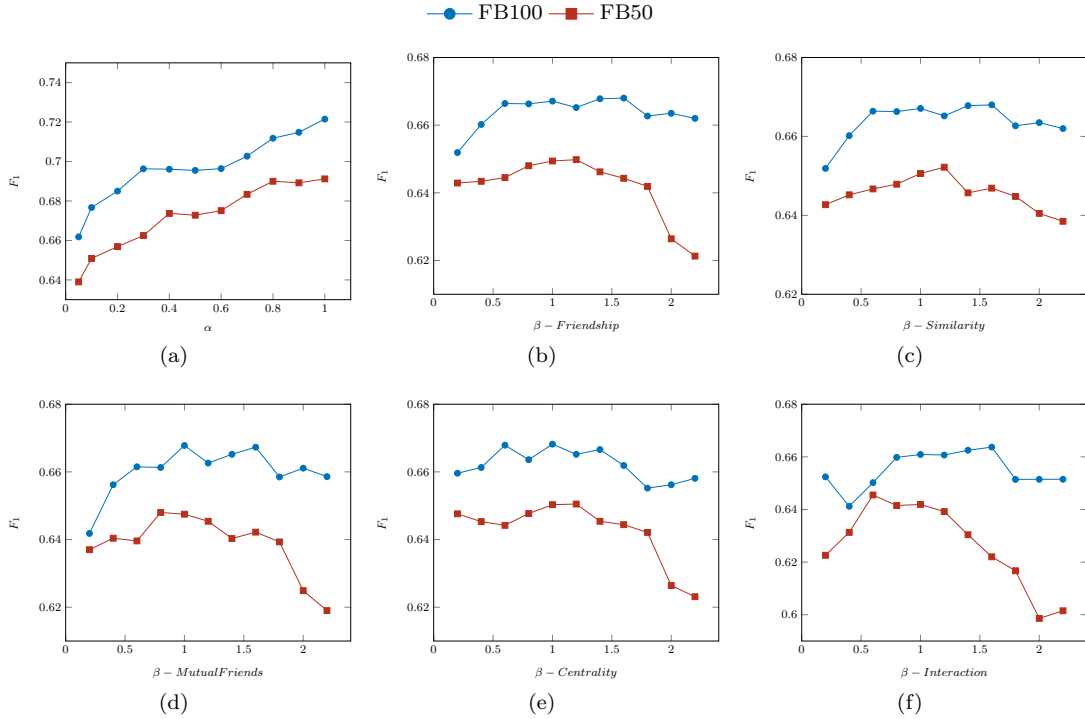 FB100 FB50
0.74
0.72
0.7
0.68
0.66
0.64
F1
0 0.2 0.4 0.6 0.8 1
α
(a)
0.68
0.66
0.64
0.62
F1
0 0.5 1 1.5 2
β − Friendship
(b)
0.68
0.66
0.64
0.62
F1
0 0.5 1 1.5 2
β − Similarity
(c)
0.68
0.66
0.64
0.62
F1
0 0.5 1 1.5 2
β − MutualFriends
(d)
0.68
0.66
0.64
0.62
F1
0 0.5 1 1.5 2
β − Centrality
(e)
0.68
0.66
0.64
0.62
0.6
F1
0 0.5 1 1.5 2
β − Interaction
(f)